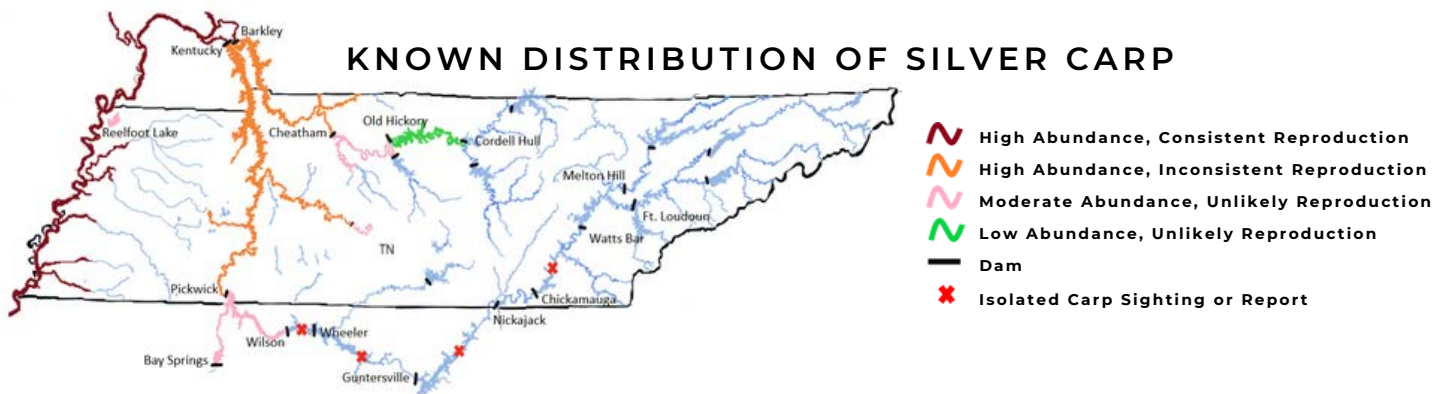 KNOWN DISTRIBUTION OF SILVER CARP
Barkley
Kentucky
Reelfoot Lake
Cheatham
Old Hickory
Cordell Hull
Melton Hill
Ft. Loudoun
Watts Bar
TN
Pickwick
Chickamauga
Nickajack
Wilson
Wheeler
Bay Springs
Guntersville
High Abundance, Consistent Reproduction
High Abundance, Inconsistent Reproduction
Moderate Abundance, Unlikely Reproduction
Low Abundance, Unlikely Reproduction
Dam
Isolated Carp Sighting or Report